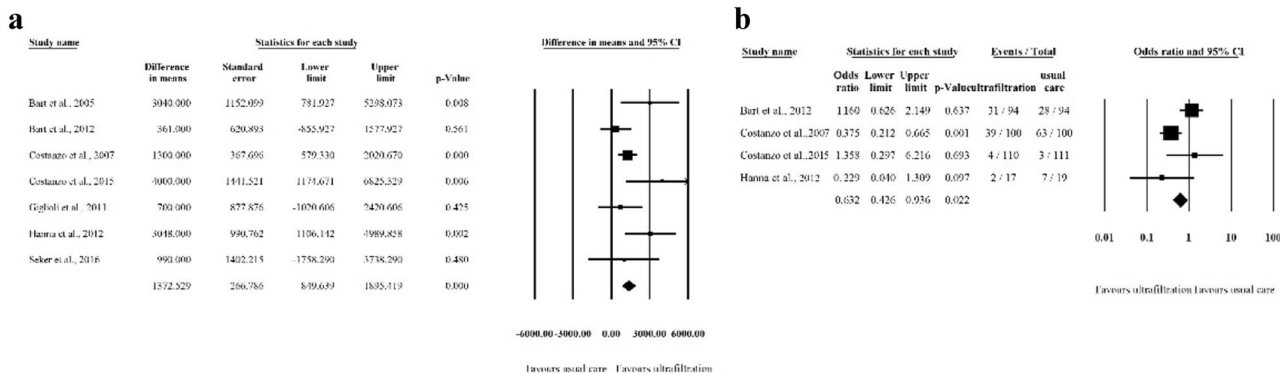 a
Study name Statistics for each study Difference in means and 95% CI
Difference in means Standard error Lower limit Upper limit p-Value
Bart et al., 2005 3040.000 1152.099 781.927 5298.073 0.008
Bart et al., 2012 361.000 620.893 -855.927 1577.927 0.561
Costanzo et al., 2007 1300.000 367.696 579.330 2020.670 0.000
Costanzo et al., 2015 4000.000 1441.521 1174.671 6825.329 0.006
Giglioli et al., 2011 700.000 877.876 -1020.606 2420.606 0.425
Hanna et al., 2012 3048.000 990.762 1106.142 4989.858 0.002
Seker et al., 2016 990.000 1402.215 -1758.290 3738.290 0.480
1372.529 266.786 849.639 1895.419 0.000
-6000.00 -3000.00 0.00 3000.00 6000.00
Favours usual care Favours ultrafiltration
b
Study name Statistics for each study Events / Total Odds ratio and 95% CI
Odds ratio Lower limit Upper limit p-Value ultrafiltration usual care
Bart et al., 2012 1.160 0.626 2.149 0.637 31 / 94 28 / 94
Costanzo et al.,2007 0.375 0.212 0.665 0.001 39 / 100 63 / 100
Costanzo et al.,2015 1.358 0.297 6.216 0.693 4 / 110 3 / 111
Hanna et al., 2012 0.229 0.040 1.309 0.097 2 / 17 7 / 19
0.632 0.426 0.936 0.022
0.01 0.1 1 10 100
Favours ultrafiltration Favours usual care